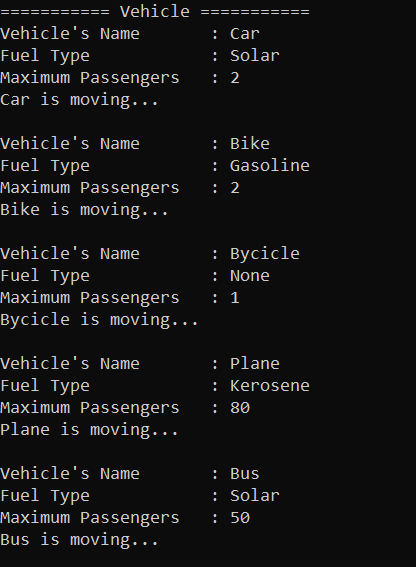 =========== Vehicle ===========
Vehicle's Name       : Car
Fuel Type            : Solar
Maximum Passengers   : 2
Car is moving...
Vehicle's Name       : Bike
Fuel Type            : Gasoline
Maximum Passengers   : 2
Bike is moving...
Vehicle's Name       : Bycicle
Fuel Type            : None
Maximum Passengers   : 1
Bycicle is moving...
Vehicle's Name       : Plane
Fuel Type            : Kerosene
Maximum Passengers   : 80
Plane is moving...
Vehicle's Name       : Bus
Fuel Type            : Solar
Maximum Passengers   : 50
Bus is moving...